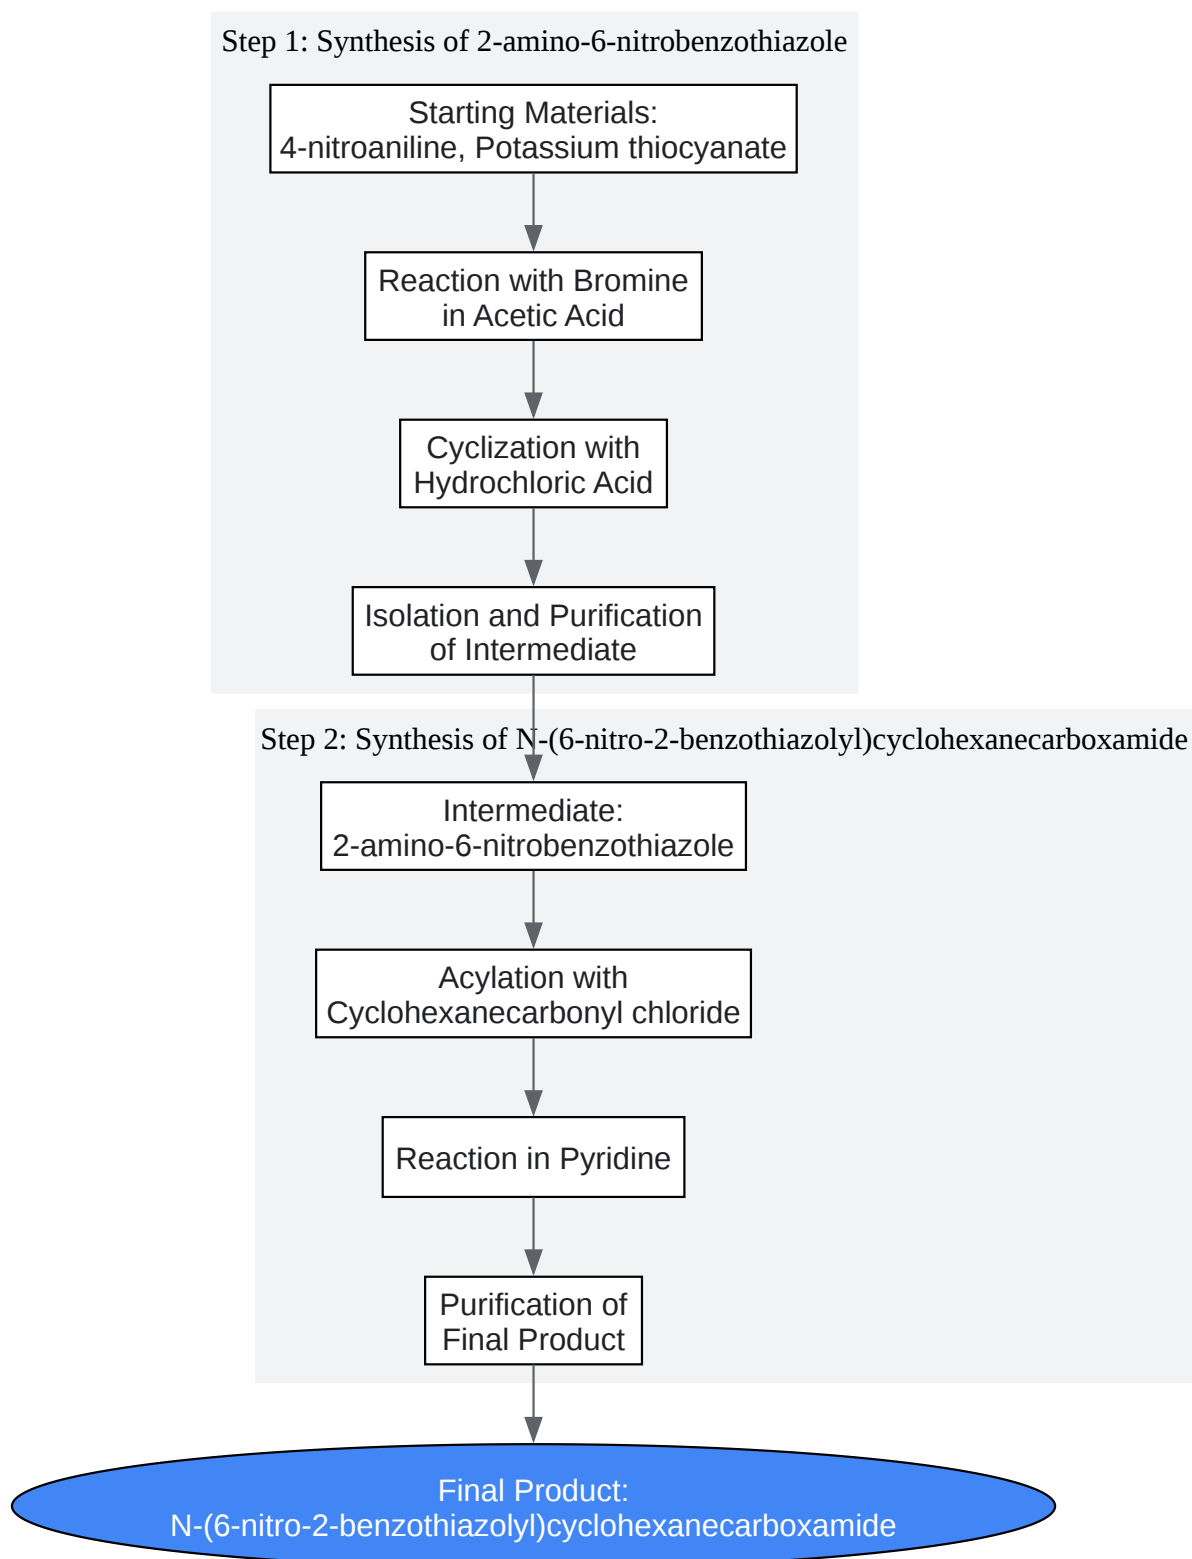 Step 1: Synthesis of 2-amino-6-nitrobenzothiazole
Starting Materials:
4-nitroaniline, Potassium thiocyanate
Reaction with Bromine
in Acetic Acid
Cyclization with
Hydrochloric Acid
Isolation and Purification
of Intermediate
Step 2: Synthesis of N-(6-nitro-2-benzothiazolyl)cyclohexanecarboxamide
Intermediate:
2-amino-6-nitrobenzothiazole
Acylation with
Cyclohexanecarbonyl chloride
Reaction in Pyridine
Purification of
Final Product
Final Product:
N-(6-nitro-2-benzothiazolyl)cyclohexanecarboxamide